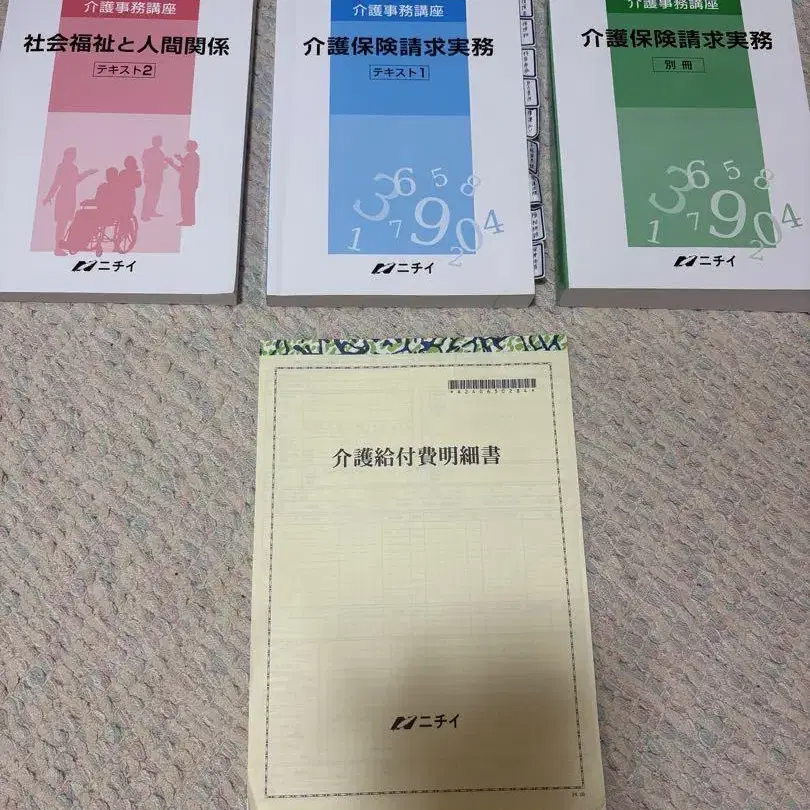 介護事務講座
社会福祉と人間関係
テキスト2
ニチイ
介護事務講座
介護保険請求実務
テキスト1
3 6 5 8
1 7 9 0 4
2
ニチイ
介護事務講座
介護保険請求実務
別冊
3 6 5 8
1 7 9 0 4
2
ニチイ
*6240650284*
介護給付費明細書
ニチイ